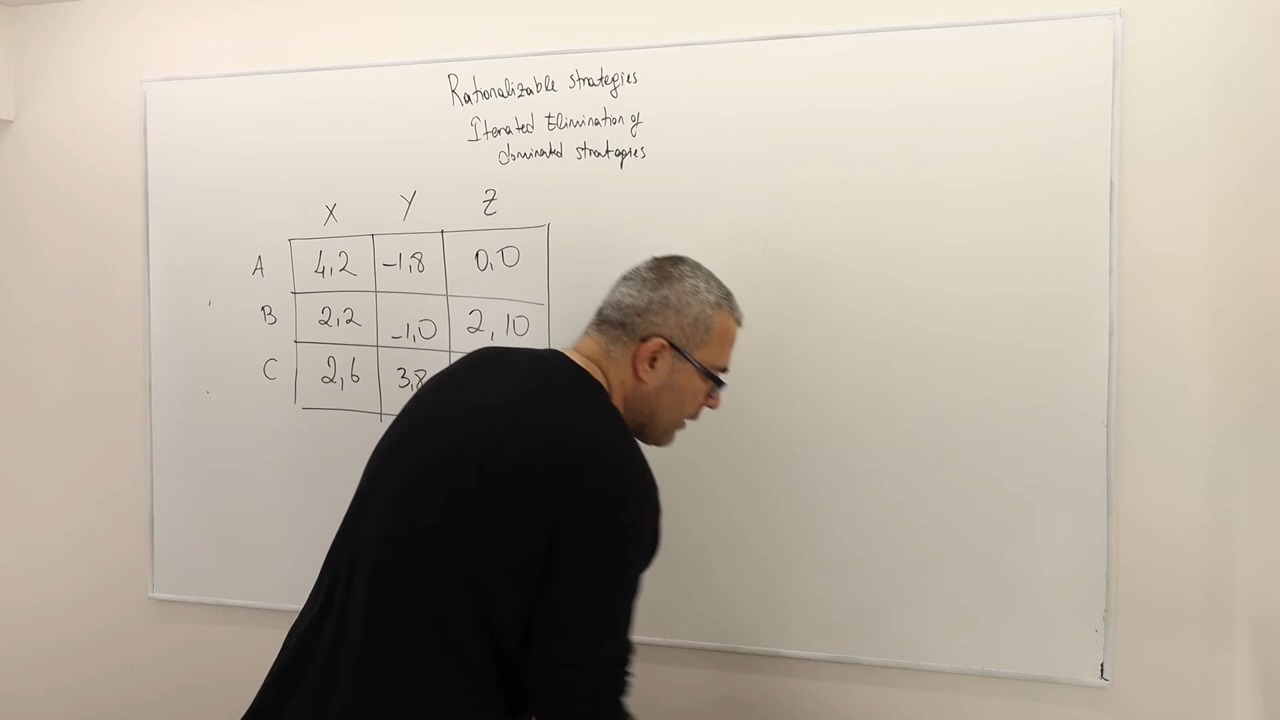 Rationalizable strategies
Iterated Elimination of
dominated strategies
X Y Z
A 4,2 -1,8 0,0
B 2,2 -1,0 2,10
C 2,6 3,8